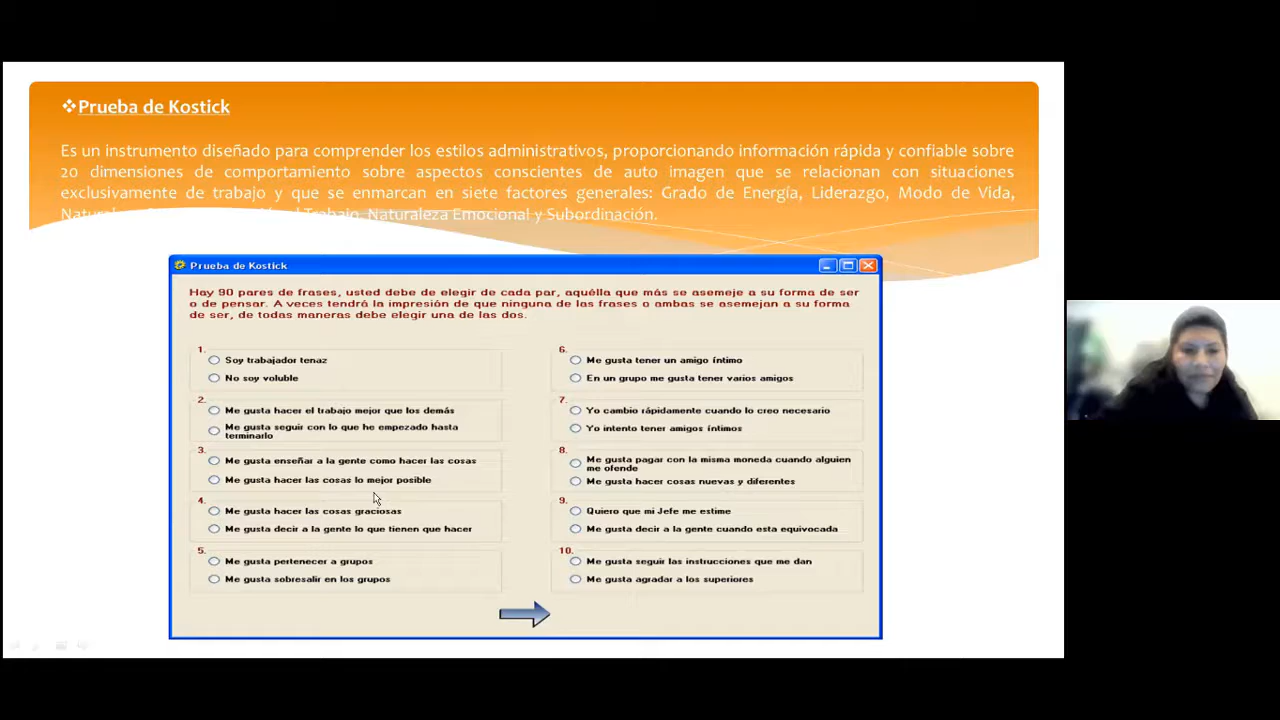 ❖Prueba de Kostick
Es un instrumento diseñado para comprender los estilos administrativos, proporcionando información rápida y confiable sobre
20 dimensiones de comportamiento sobre aspectos conscientes de auto imagen que se relacionan con situaciones
exclusivamente de trabajo y que se enmarcan en siete factores generales: Grado de Energía, Liderazgo, Modo de Vida,
Trabajo, Naturaleza Emocional y Subordinación.
Prueba de Kostick
Hay 90 pares de frases, usted debe de elegir de cada par, aquélla que más se asemeje a su forma de ser
o de pensar. A veces tendrá la impresión de que ninguna de las frases o ambas se asemejan a su forma
de ser, de todas maneras debe elegir una de las dos.
1.
Soy trabajador tenaz
No soy voluble
2.
Me gusta hacer el trabajo mejor que los demás
Me gusta seguir con lo que he empezado hasta
terminarlo
3.
Me gusta enseñar a la gente como hacer las cosas
Me gusta hacer las cosas lo mejor posible
4.
Me gusta hacer las cosas graciosas
Me gusta decir a la gente lo que tienen que hacer
5.
Me gusta pertenecer a grupos
Me gusta sobresalir en los grupos
6.
Me gusta tener un amigo íntimo
En un grupo me gusta tener varios amigos
7.
Yo cambio rápidamente cuando lo creo necesario
Yo intento tener amigos íntimos
8.
Me gusta pagar con la misma moneda cuando alguien
me ofende
Me gusta hacer cosas nuevas y diferentes
9.
Quiero que mi Jefe me estime
Me gusta decir a la gente cuando esta equivocada
10.
Me gusta seguir las instrucciones que me dan
Me gusta agradar a los superiores